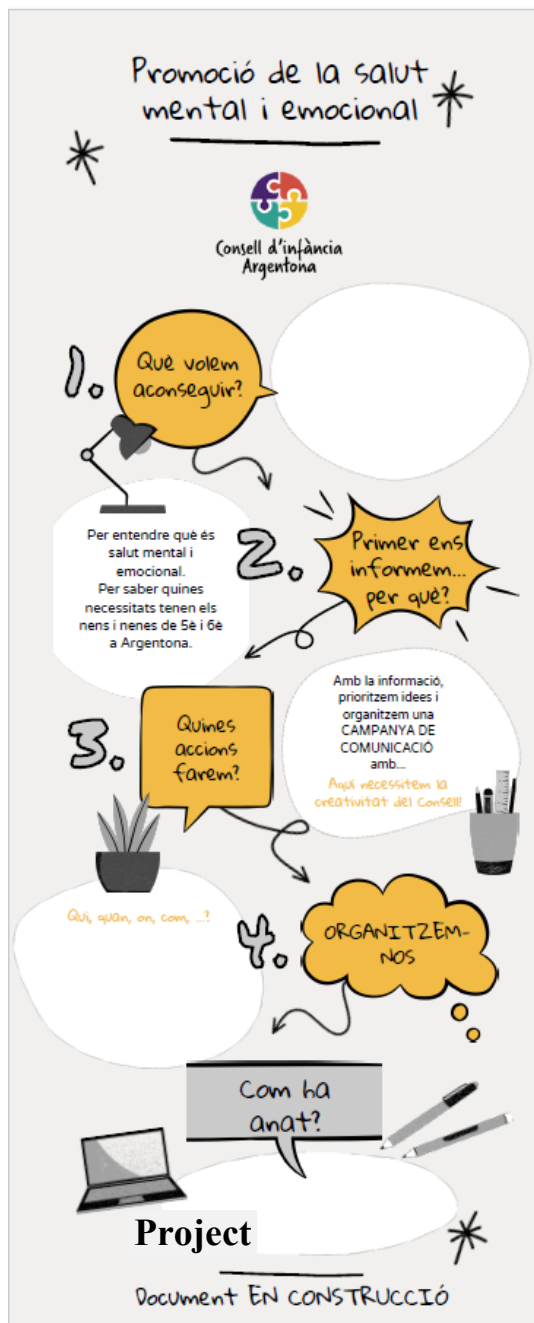 Promoció de la salut
mental i emocional
Consell d'infància
Argentona
1.
Què volem
aconseguir?
2.
Primer ens
informem...
per què?
Per entendre què és
salut mental i
emocional.
Per saber quines
necessitats tenen els
nens i nenes de 5è i 6è
a Argentona.
3.
Quines
accions
farem?
Amb la informació,
prioritzem idees i
organitzem una
CAMPANYA DE
COMUNICACIÓ
amb...
Aquí necessitem la
creativitat del Consell!
4.
ORGANITZEM-
NOS
Qui, quan, on, com, ...?
Com ha
anat?
Project
Document EN CONSTRUCCIÓ